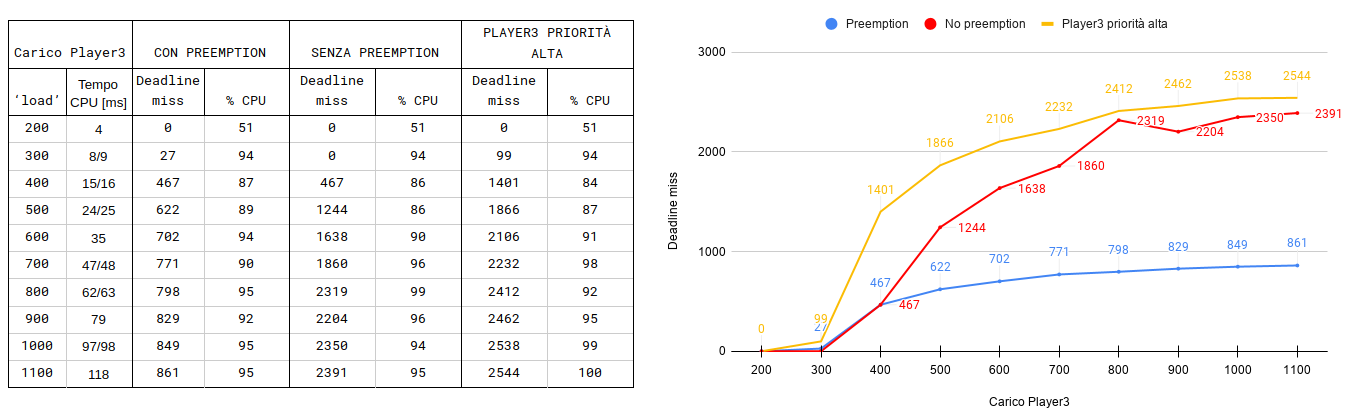 Carico Player3 CON PREEMPTION SENZA PREEMPTION PLAYER3 PRIORITÀ ALTA
‘load’ Tempo CPU [ms] Deadline miss % CPU Deadline miss % CPU Deadline miss % CPU
200 4 0 51 0 51 0 51
300 8/9 27 94 0 94 99 94
400 15/16 467 87 467 86 1401 84
500 24/25 622 89 1244 86 1866 87
600 35 702 94 1638 90 2106 91
700 47/48 771 90 1860 96 2232 98
800 62/63 798 95 2319 99 2412 92
900 79 829 92 2204 96 2462 95
1000 97/98 849 95 2350 94 2538 99
1100 118 861 95 2391 95 2544 100
Preemption No preemption Player3 priorità alta
Deadline miss
3000
2000
1000
0
0 99 1401 1866 2106 2232 2412 2462 2538 2544
467 1244 1638 1860 2319 2204 2350 2391
27 467 622 702 771 798 829 849 861
200 300 400 500 600 700 800 900 1000 1100
Carico Player3